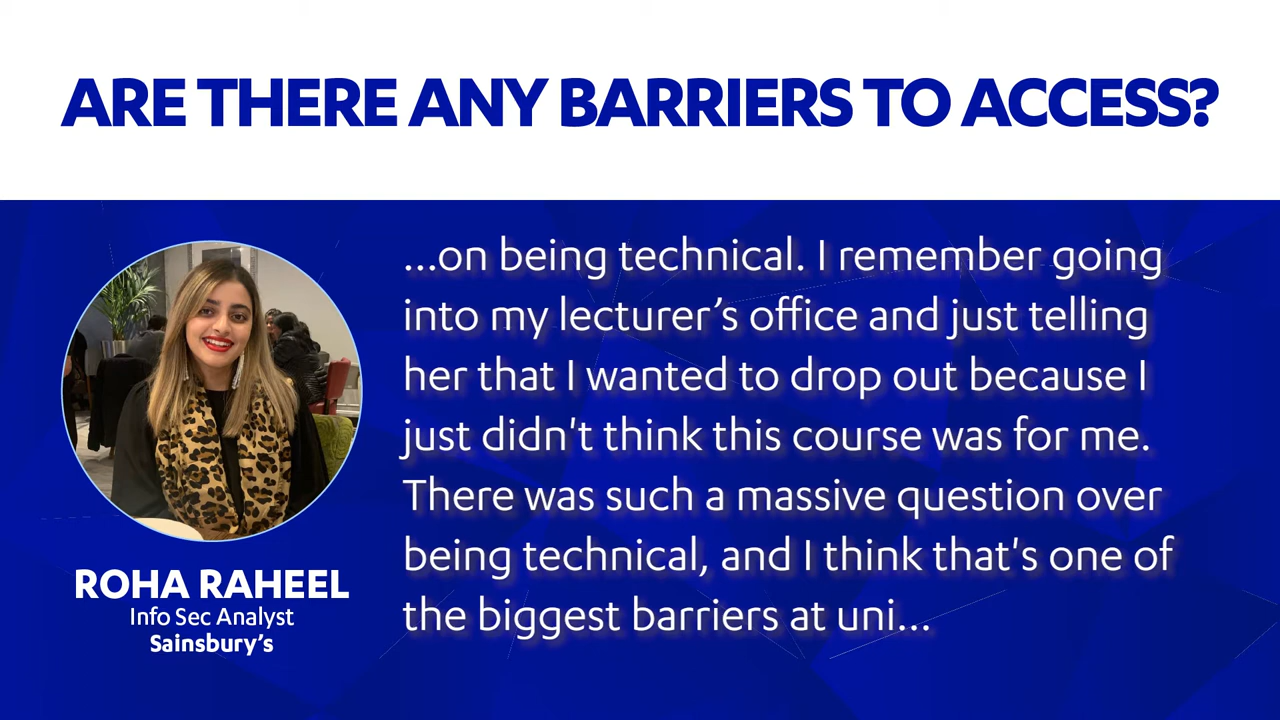 ARE THERE ANY BARRIERS TO ACCESS?
...on being technical. I remember going
into my lecturer’s office and just telling
her that I wanted to drop out because I
just didn't think this course was for me.
There was such a massive question over
being technical, and I think that's one of
the biggest barriers at uni...
ROHA RAHEEL
Info Sec Analyst
Sainsbury’s